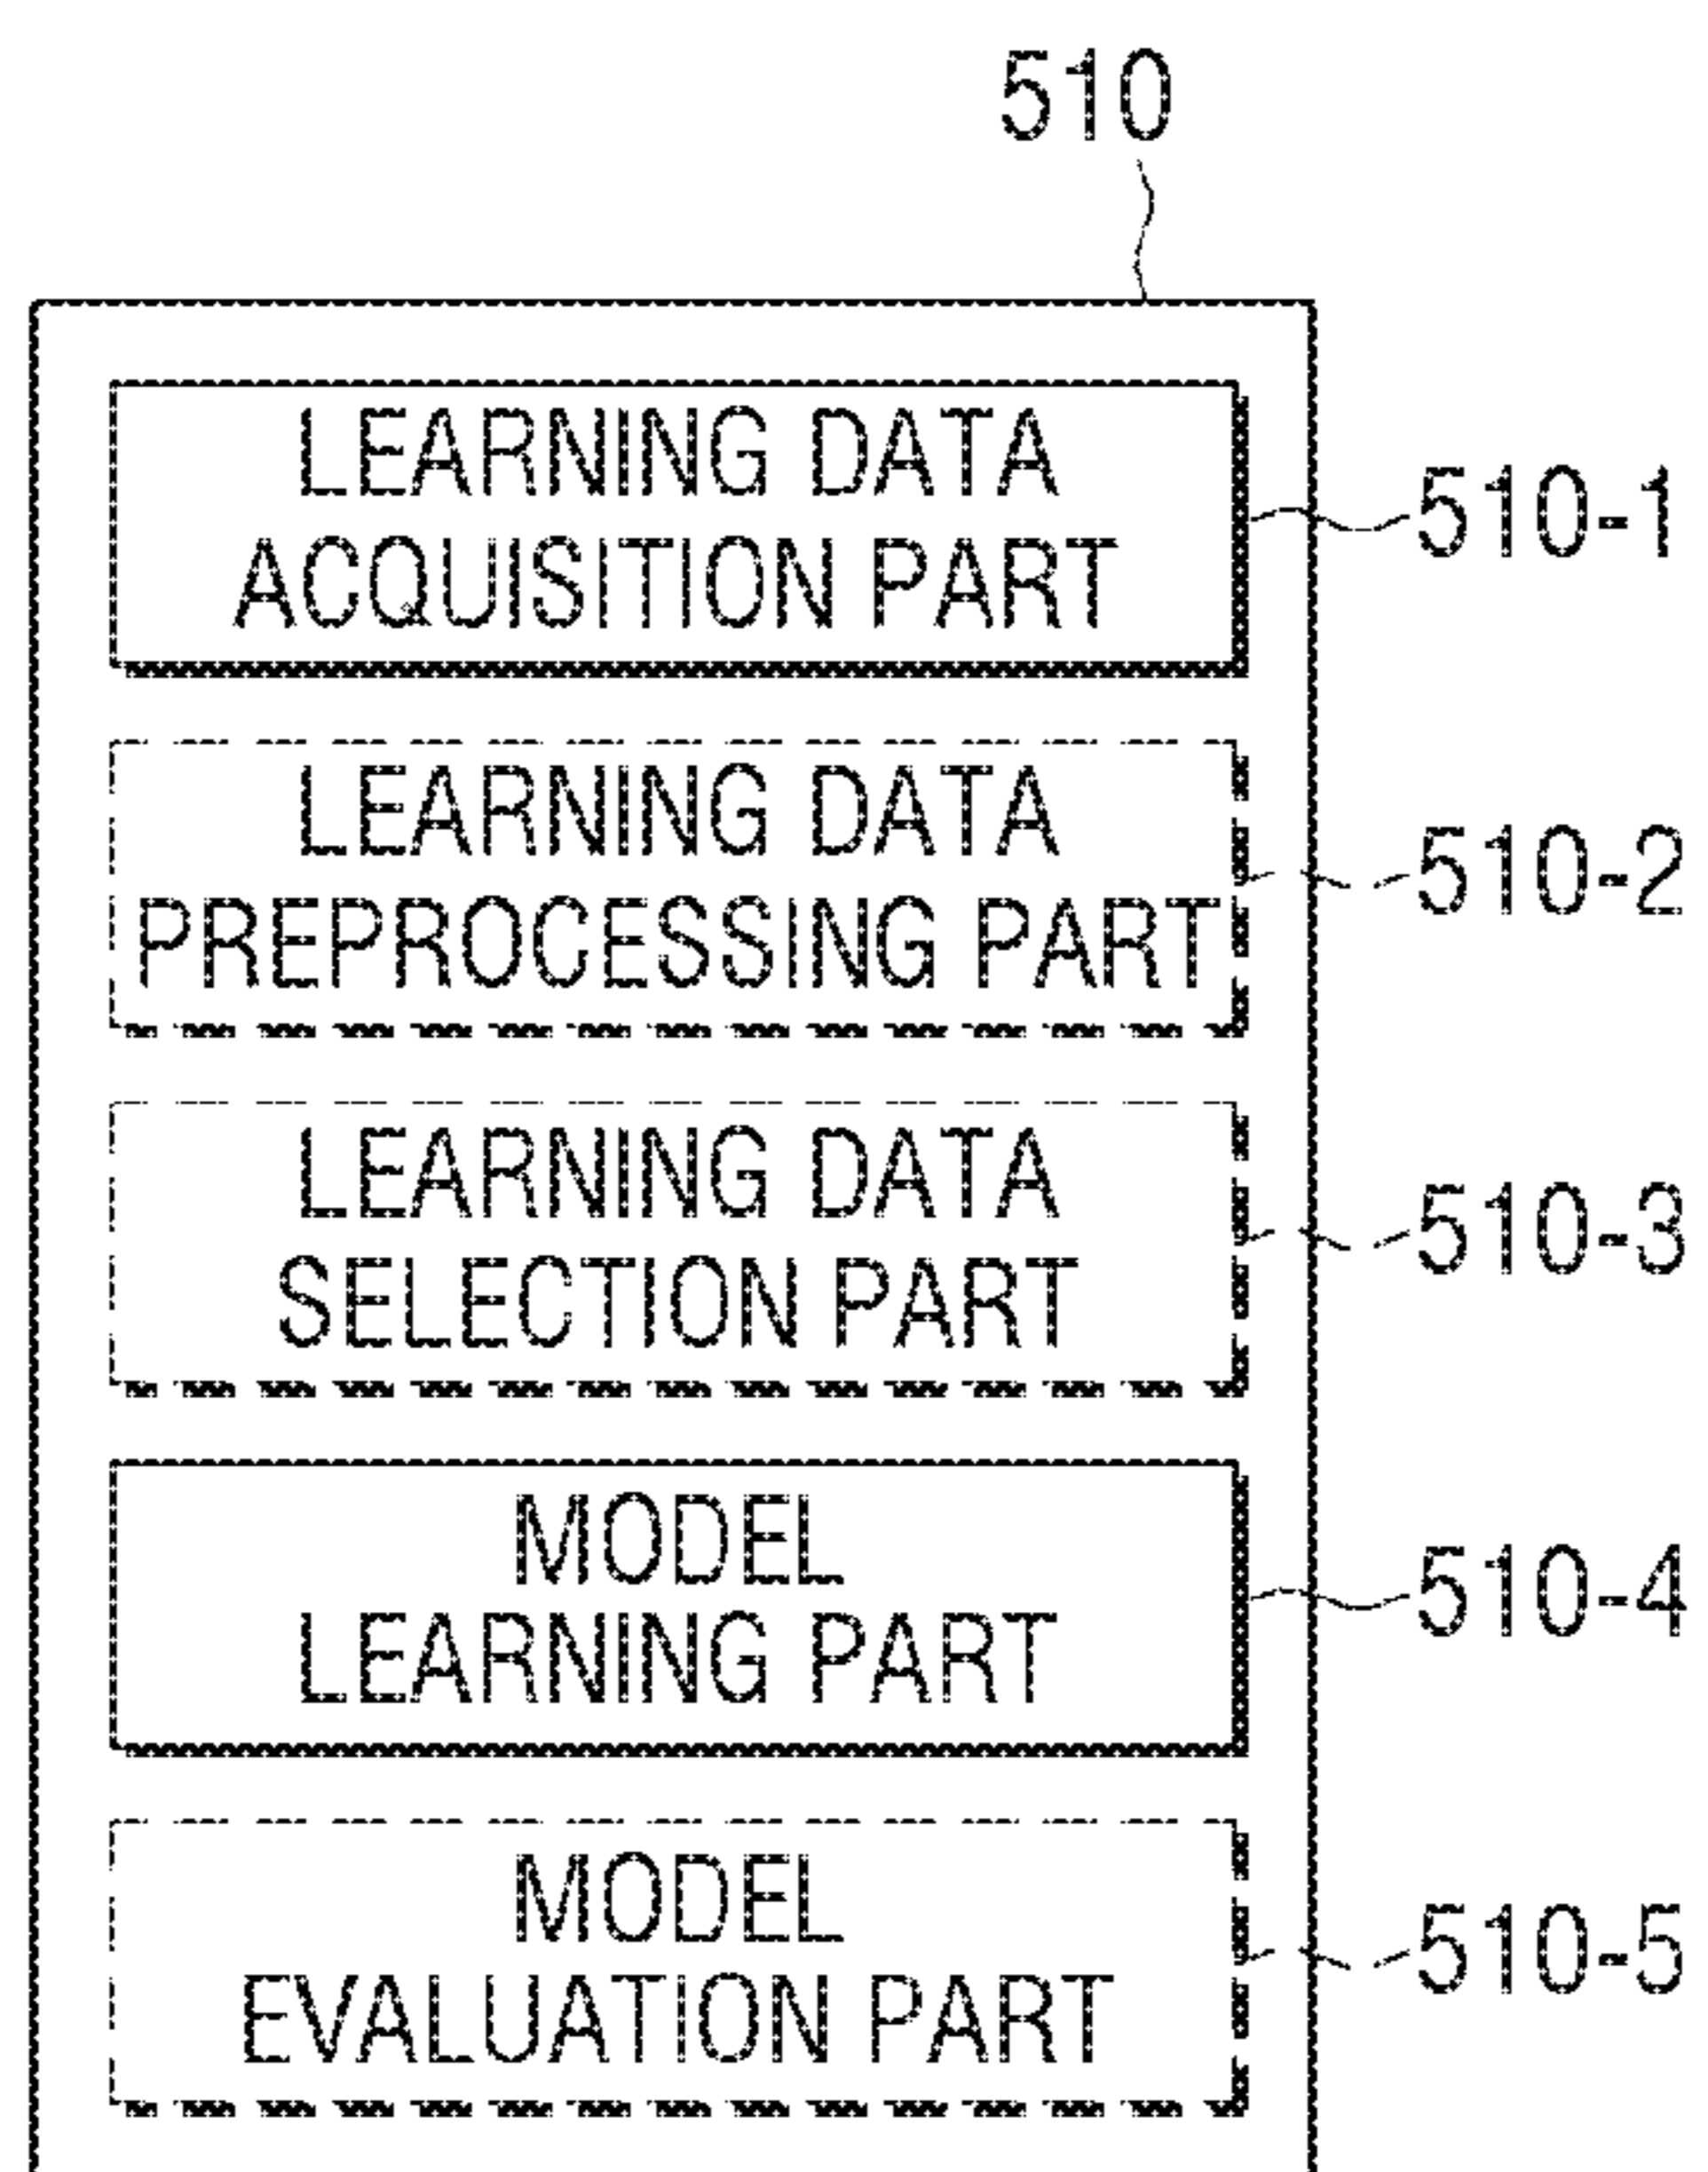 510
LEARNING DATA
ACQUISITION PART
510-1
LEARNING DATA
PREPROCESSING PART
510-2
LEARNING DATA
SELECTION PART
510-3
MODEL
LEARNING PART
510-4
MODEL
EVALUATION PART
510-5